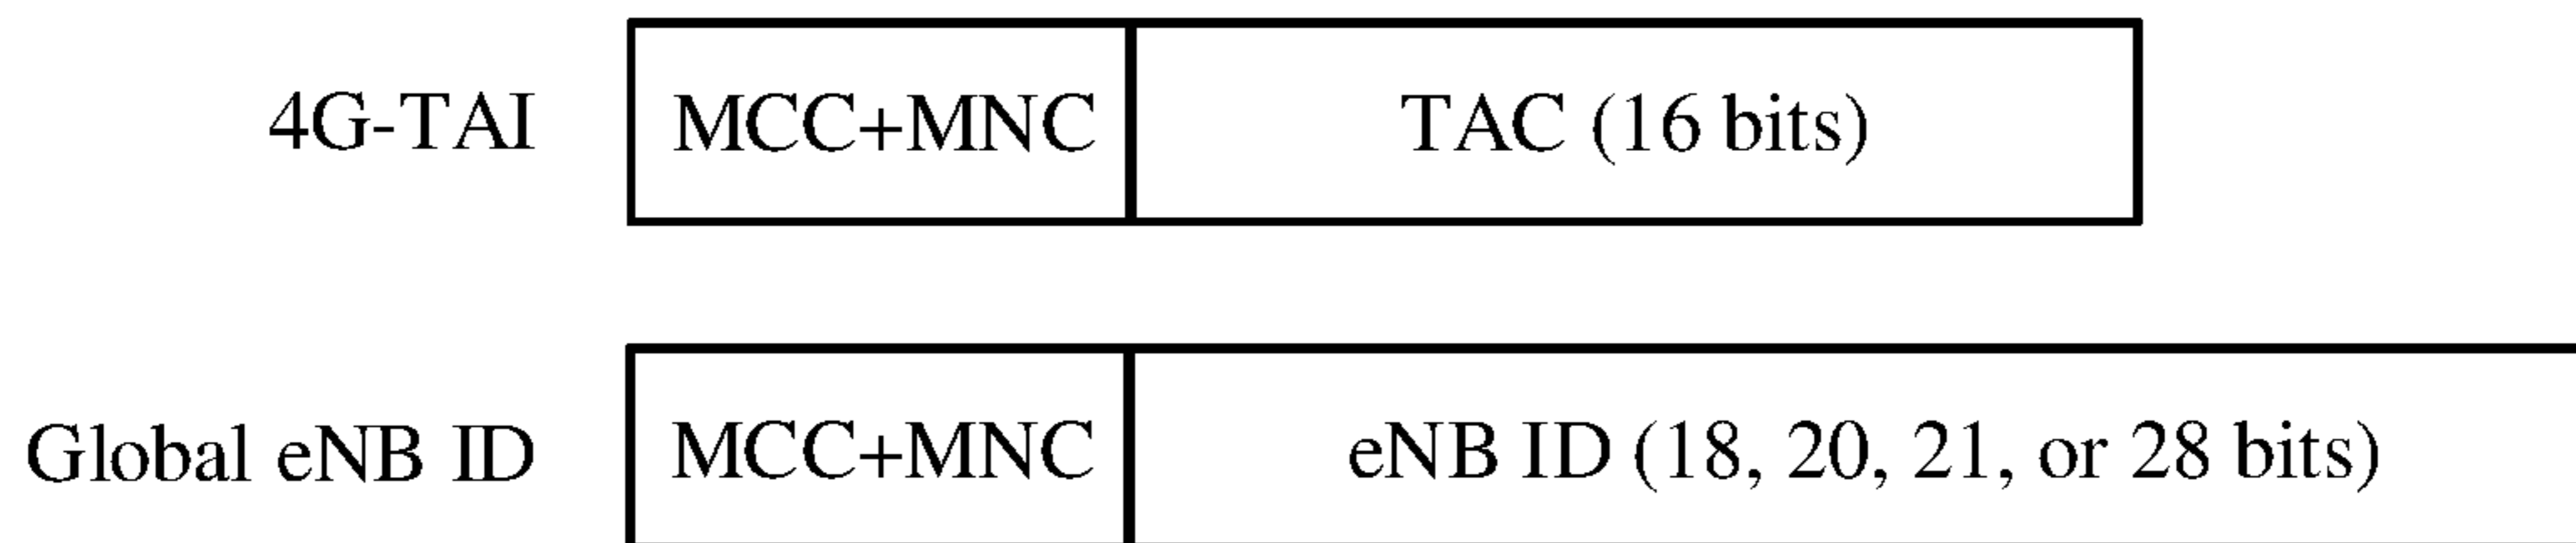 4G-TAI MCC+MNC TAC (16 bits)
Global eNB ID MCC+MNC eNB ID (18, 20, 21, or 28 bits)